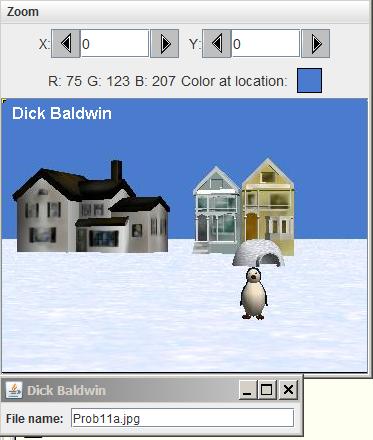 Zoom
X: 0 Y: 0
R: 75 G: 123 B: 207 Color at location:
Dick Baldwin
Dick Baldwin
File name: Prob11a.jpg